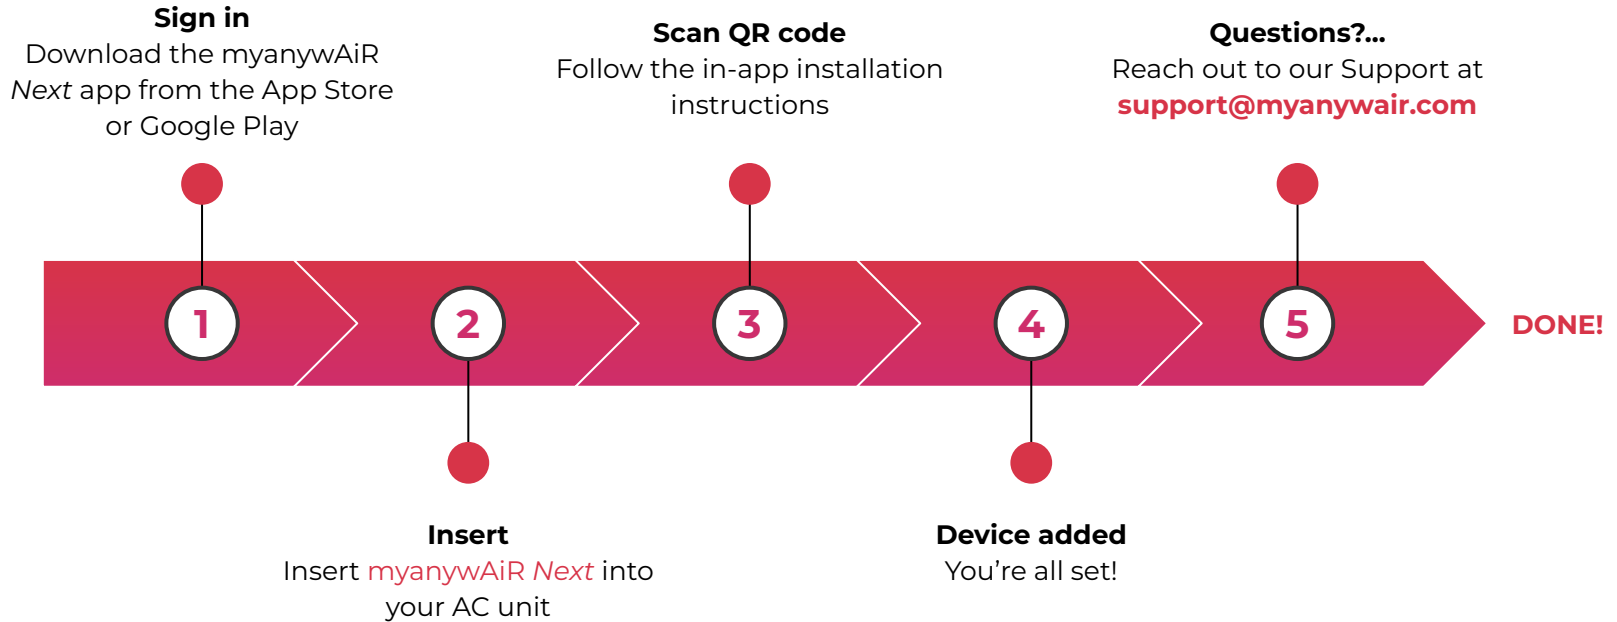 Sign in
Download the myanywAiR
Next app from the App Store
or Google Play
1
Insert
Insert myanywAiR Next into
your AC unit
2
Scan QR code
Follow the in-app installation
instructions
3
Device added
You’re all set!
4
Questions?...
Reach out to our Support at
support@myanywair.com
5
DONE!